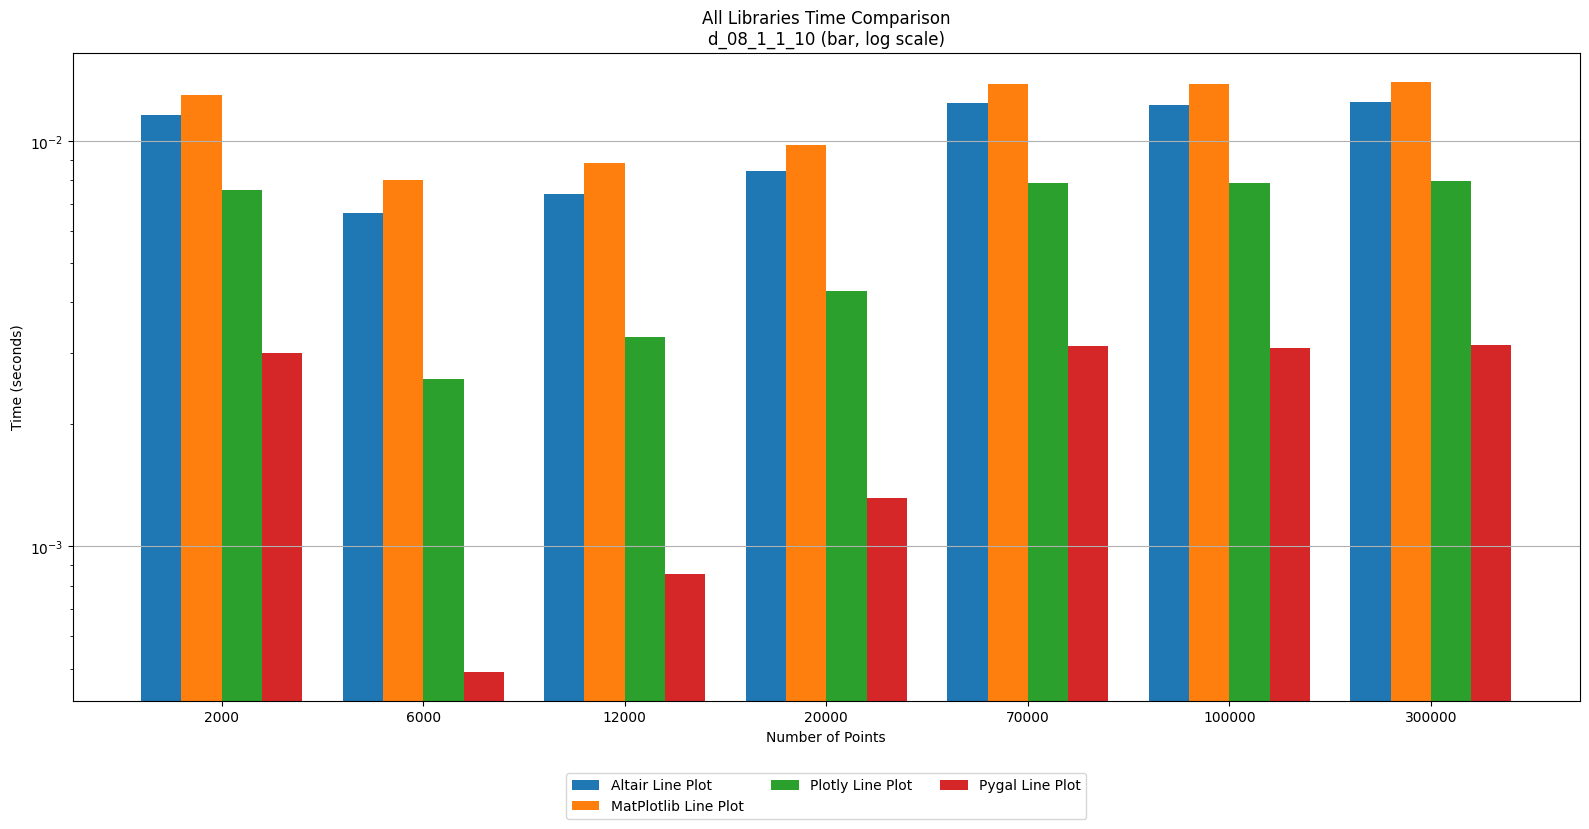 All Libraries Time Comparison
d_08_1_1_10 (bar, log scale)
Time (seconds)
10⁻²
10⁻³
2000 6000 12000 20000 70000 100000 300000
Number of Points
Altair Line Plot Plotly Line Plot Pygal Line Plot
MatPlotlib Line Plot